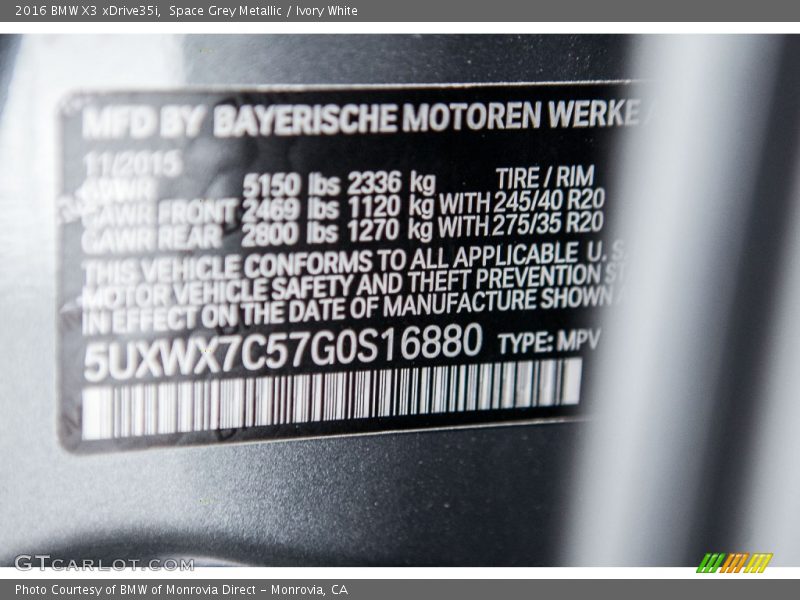 2016 BMW X3 xDrive35i, Space Grey Metallic / Ivory White
MFD BY BAYERISCHE MOTOREN WERKE A
11/2015
GVWR 5150 lbs 2336 kg TIRE / RIM
GAWR FRONT 2469 lbs 1120 kg WITH 245/40 R20
GAWR REAR 2800 lbs 1270 kg WITH 275/35 R20
THIS VEHICLE CONFORMS TO ALL APPLICABLE U. S.
MOTOR VEHICLE SAFETY AND THEFT PREVENTION ST
IN EFFECT ON THE DATE OF MANUFACTURE SHOWN
5UXWX7C57G0S16880 TYPE: MPV
GTCARLOT.COM
Photo Courtesy of BMW of Monrovia Direct - Monrovia, CA